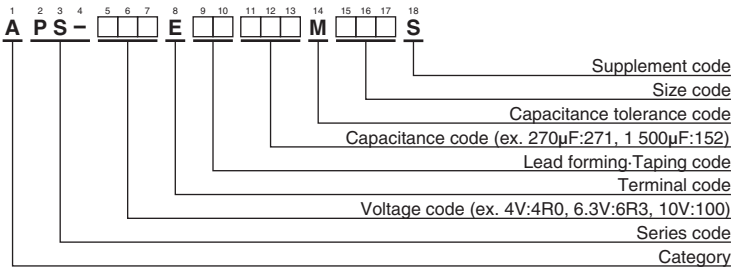 1 2 3 4 5 6 7 8 9 10 11 12 13 14 15 16 17 18
A PS– □□□ E □□ □□□ M □□□ S
Supplement code
Size code
Capacitance tolerance code
Capacitance code (ex. 270μF:271, 1 500μF:152)
Lead forming·Taping code
Terminal code
Voltage code (ex. 4V:4R0, 6.3V:6R3, 10V:100)
Series code
Category